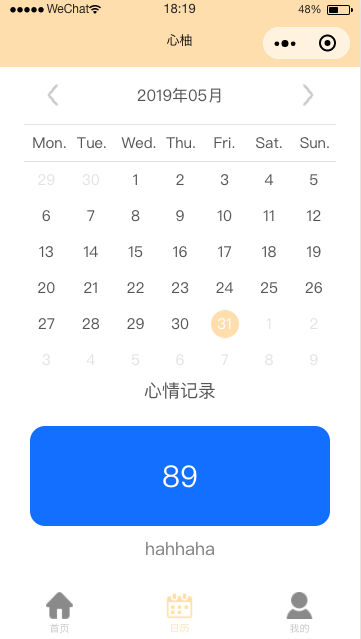 WeChat 18:19 48%
心柚
2019年05月
Mon. Tue. Wed. Thu. Fri. Sat. Sun.
29 30 1 2 3 4 5
6 7 8 9 10 11 12
13 14 15 16 17 18 19
20 21 22 23 24 25 26
27 28 29 30 31 1 2
3 4 5 6 7 8 9
心情记录
89
hahhaha
首页 日历 我的